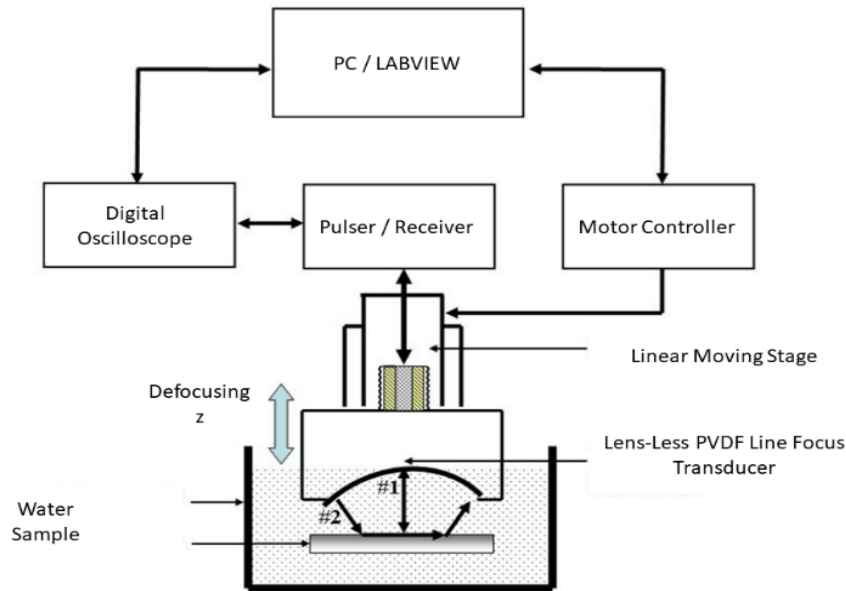 PC / LABVIEW
Digital
Oscilloscope
Pulser / Receiver
Motor Controller
Linear Moving Stage
Defocusing
z
Lens-Less PVDF Line Focus
Transducer
#1
#2
Water
Sample